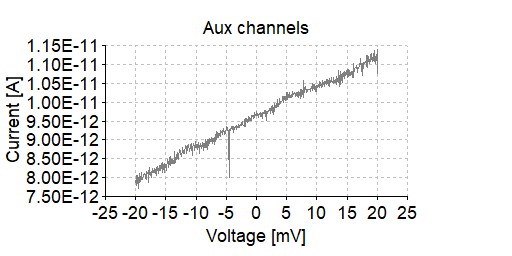 Aux channels
Current [A]
1.15E-11
1.10E-11
1.05E-11
1.00E-11
9.50E-12
9.00E-12
8.50E-12
8.00E-12
7.50E-12
-25 -20 -15 -10 -5 0 5 10 15 20 25
Voltage [mV]